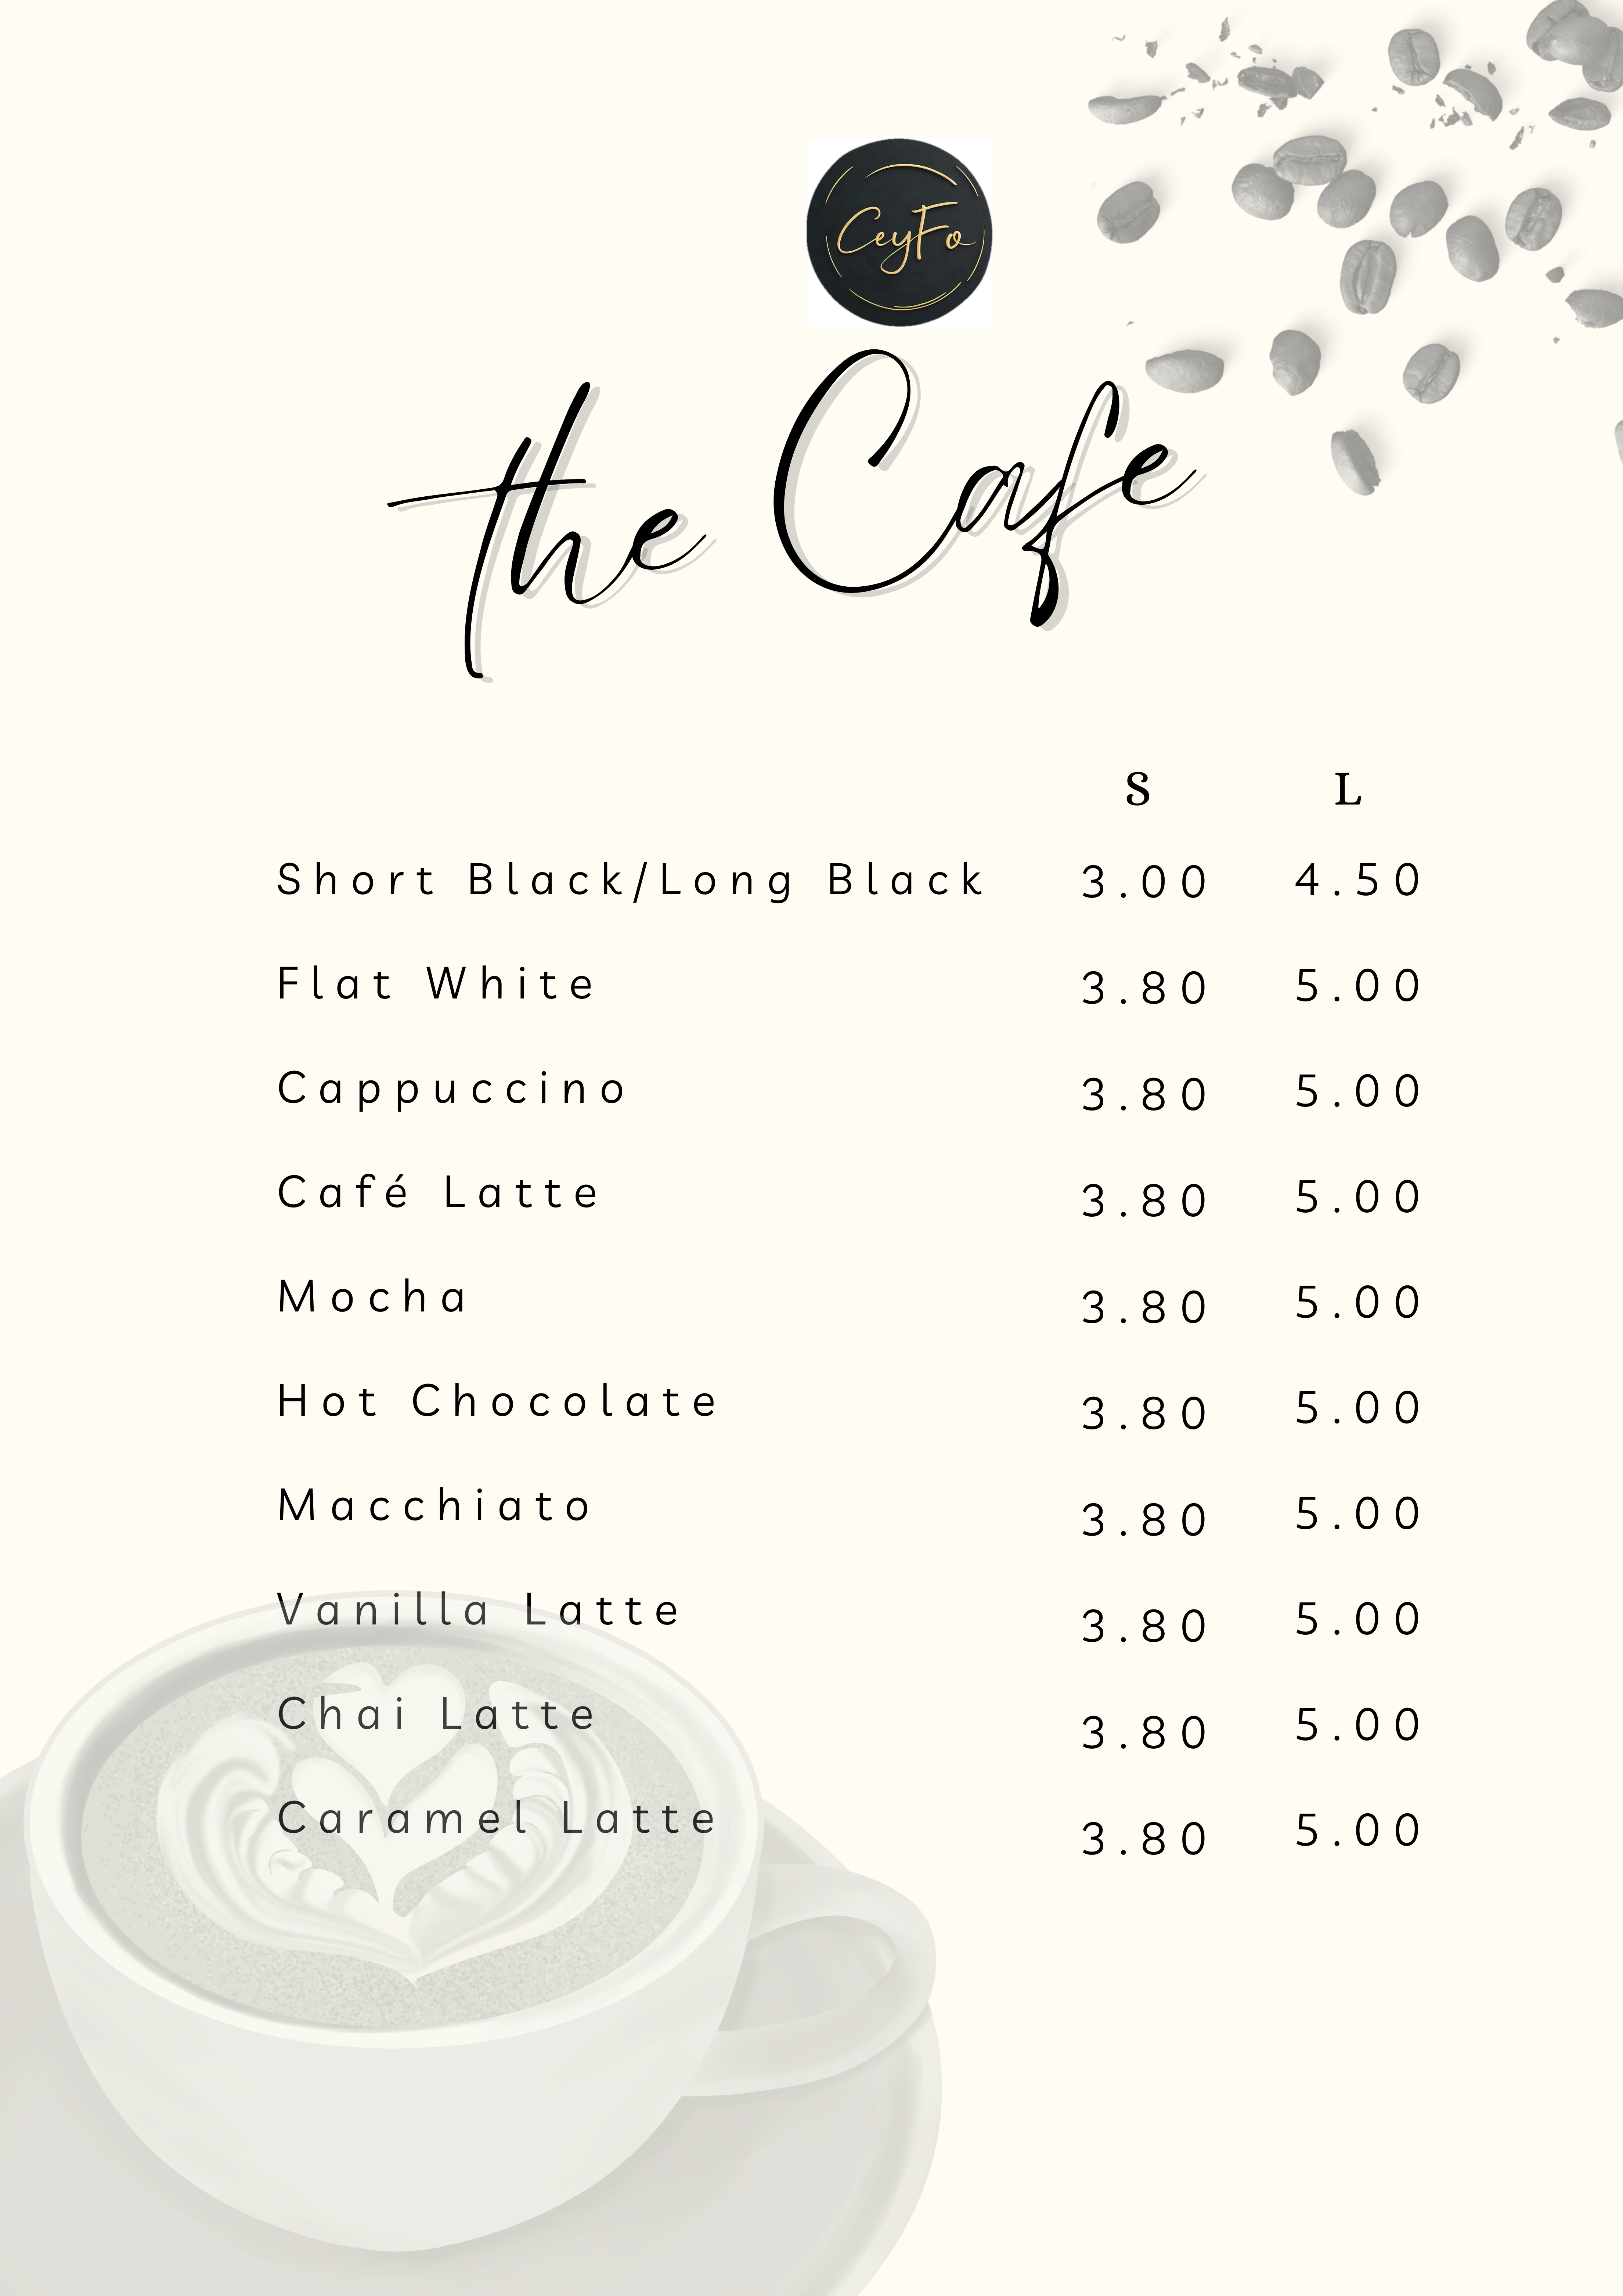 CeyFo
the Cafe
S L
Short Black/Long Black 3.00 4.50
Flat White 3.80 5.00
Cappuccino 3.80 5.00
Café Latte 3.80 5.00
Mocha 3.80 5.00
Hot Chocolate 3.80 5.00
Macchiato 3.80 5.00
Vanilla Latte 3.80 5.00
Chai Latte 3.80 5.00
Caramel Latte 3.80 5.00